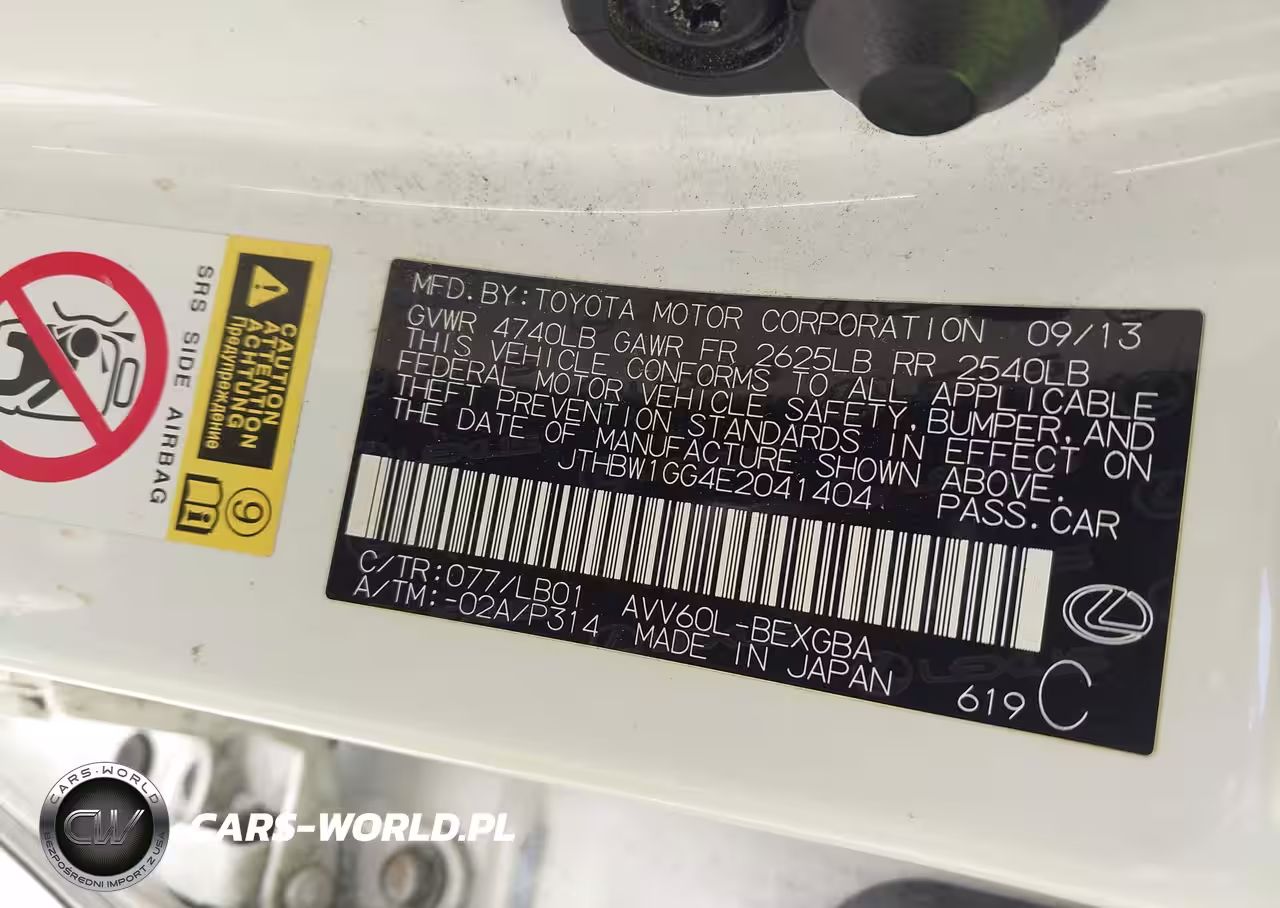 SRS SIDE AIRBAG
CAUTION
ATTENTION
ACHTUNG
Предупреждение
9
MFD. BY: TOYOTA MOTOR CORPORATION 09/13
GVWR 4740LB GAWR FR 2625LB RR 2540LB
THIS VEHICLE CONFORMS TO ALL APPLICABLE
FEDERAL MOTOR VEHICLE SAFETY, BUMPER, AND
THEFT PREVENTION STANDARDS IN EFFECT ON
THE DATE OF MANUFACTURE SHOWN ABOVE.
JTHBW1GG4E2041404 PASS. CAR
C/TR: 077/LB01 AVV60L-BEXGBA
A/TM: -02A/P314 MADE IN JAPAN
619 C
CARS-WORLD
CW
BEZPOŚREDNI IMPORT Z USA
CARS-WORLD.PL